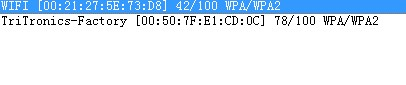 WIFI [00:21:27:5E:73:D8] 42/100 WPA/WPA2
TriTronics-Factory [00:50:7F:E1:CD:0C] 78/100 WPA/WPA2